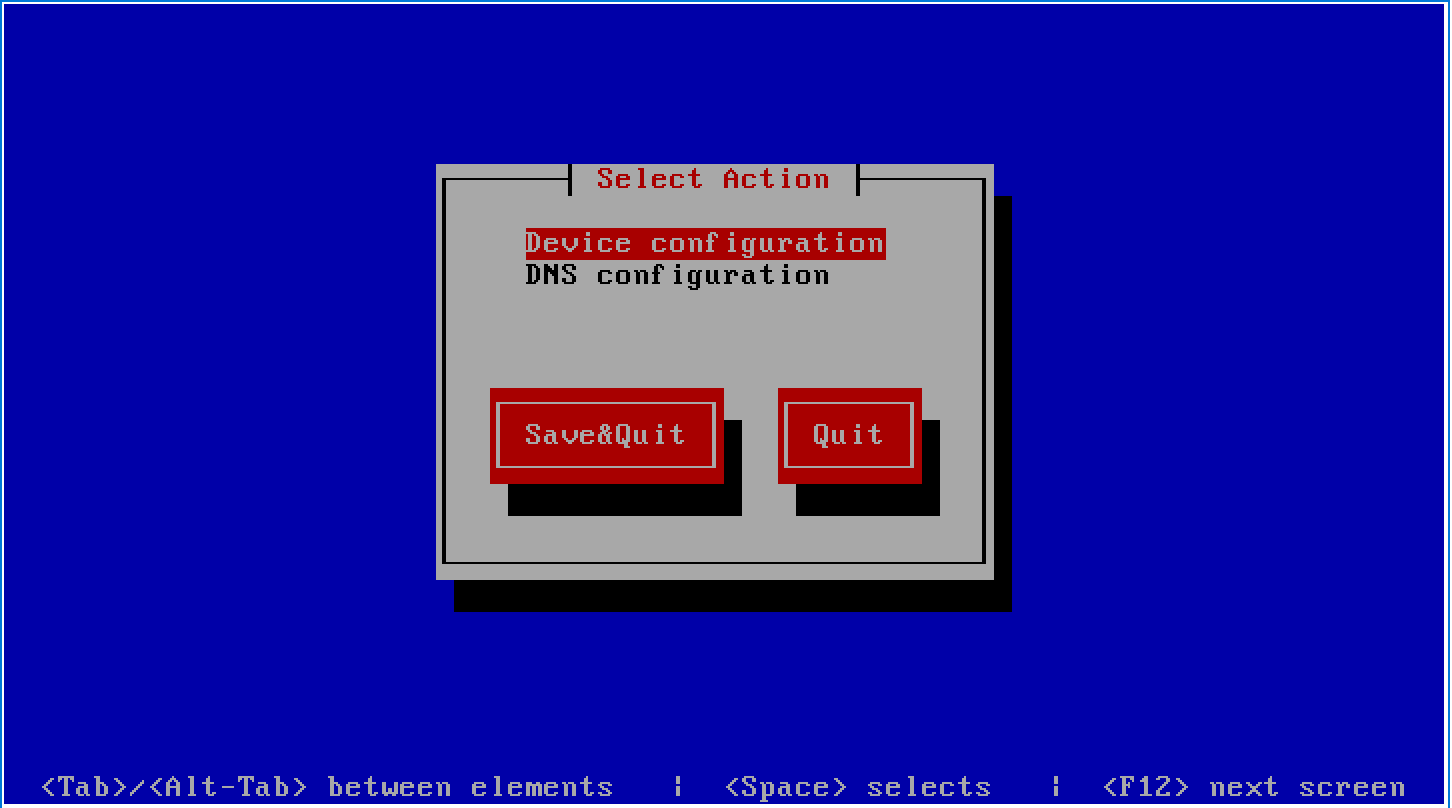 Select Action
Device configuration
DNS configuration
Save&Quit Quit
<Tab>/<Alt-Tab> between elements | <Space> selects | <F12> next screen